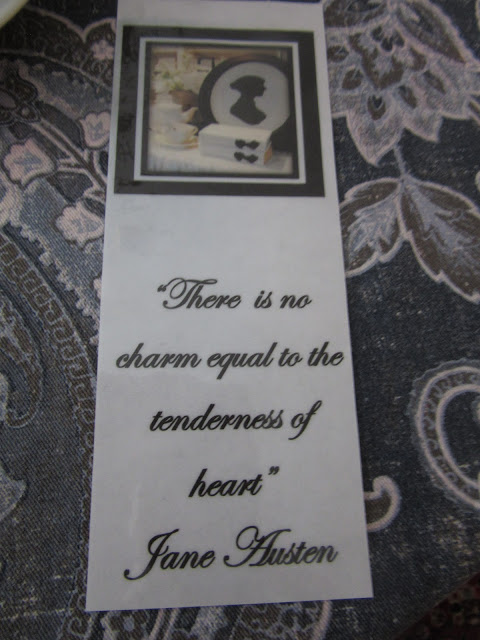 “There is no
charm equal to the
tenderness of
heart”
Jane Austen